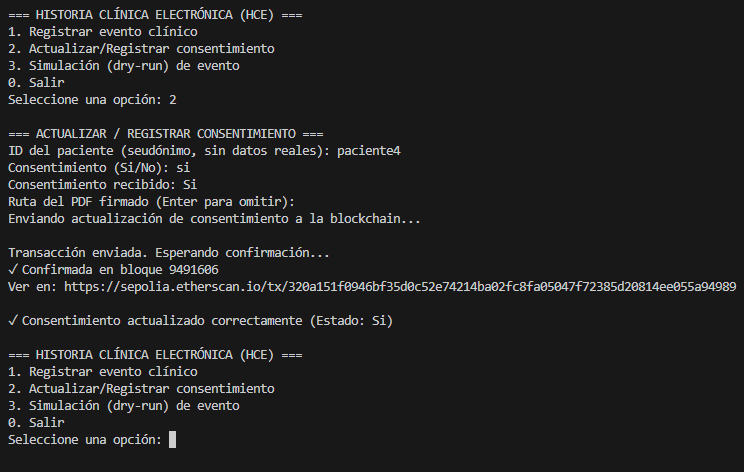 === HISTORIA CLÍNICA ELECTRÓNICA (HCE) ===
1. Registrar evento clínico
2. Actualizar/Registrar consentimiento
3. Simulación (dry-run) de evento
0. Salir
Seleccione una opción: 2
=== ACTUALIZAR / REGISTRAR CONSENTIMIENTO ===
ID del paciente (seudónimo, sin datos reales): paciente4
Consentimiento (Si/No): si
Consentimiento recibido: Si
Ruta del PDF firmado (Enter para omitir):
Enviando actualización de consentimiento a la blockchain...
Transacción enviada. Esperando confirmación...
✓ Confirmada en bloque 9491606
Ver en: https://sepolia.etherscan.io/tx/320a151f0946bf35d0c52e74214ba02fc8fa05047f72385d20814ee055a94989
✓ Consentimiento actualizado correctamente (Estado: Si)
=== HISTORIA CLÍNICA ELECTRÓNICA (HCE) ===
1. Registrar evento clínico
2. Actualizar/Registrar consentimiento
3. Simulación (dry-run) de evento
0. Salir
Seleccione una opción: